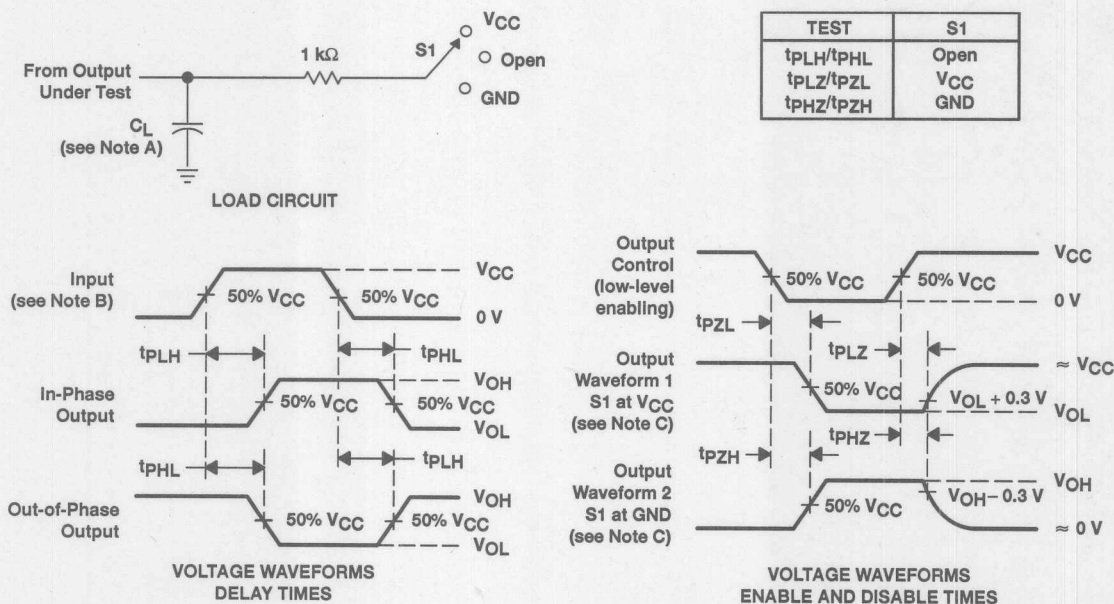 VCC
S1
1 kΩ
Open
From Output
Under Test
GND
CL
(see Note A)
LOAD CIRCUIT
TEST S1
tPLH/tPHL Open
tPLZ/tPZL VCC
tPHZ/tPZH GND
Input
(see Note B)
VCC
50% VCC
50% VCC
0 V
tPLH
tPHL
In-Phase
Output
VOH
50% VCC
50% VCC
VOL
tPHL
tPLH
Out-of-Phase
Output
VOH
50% VCC
50% VCC
VOL
VOLTAGE WAVEFORMS
DELAY TIMES
Output
Control
(low-level
enabling)
VCC
50% VCC
50% VCC
0 V
tPZL
tPLZ
Output
Waveform 1
S1 at VCC
(see Note C)
≈ VCC
50% VCC
VOL + 0.3 V
VOL
tPHZ
tPZH
Output
Waveform 2
S1 at GND
(see Note C)
VOH
50% VCC
VOH – 0.3 V
≈ 0 V
VOLTAGE WAVEFORMS
ENABLE AND DISABLE TIMES